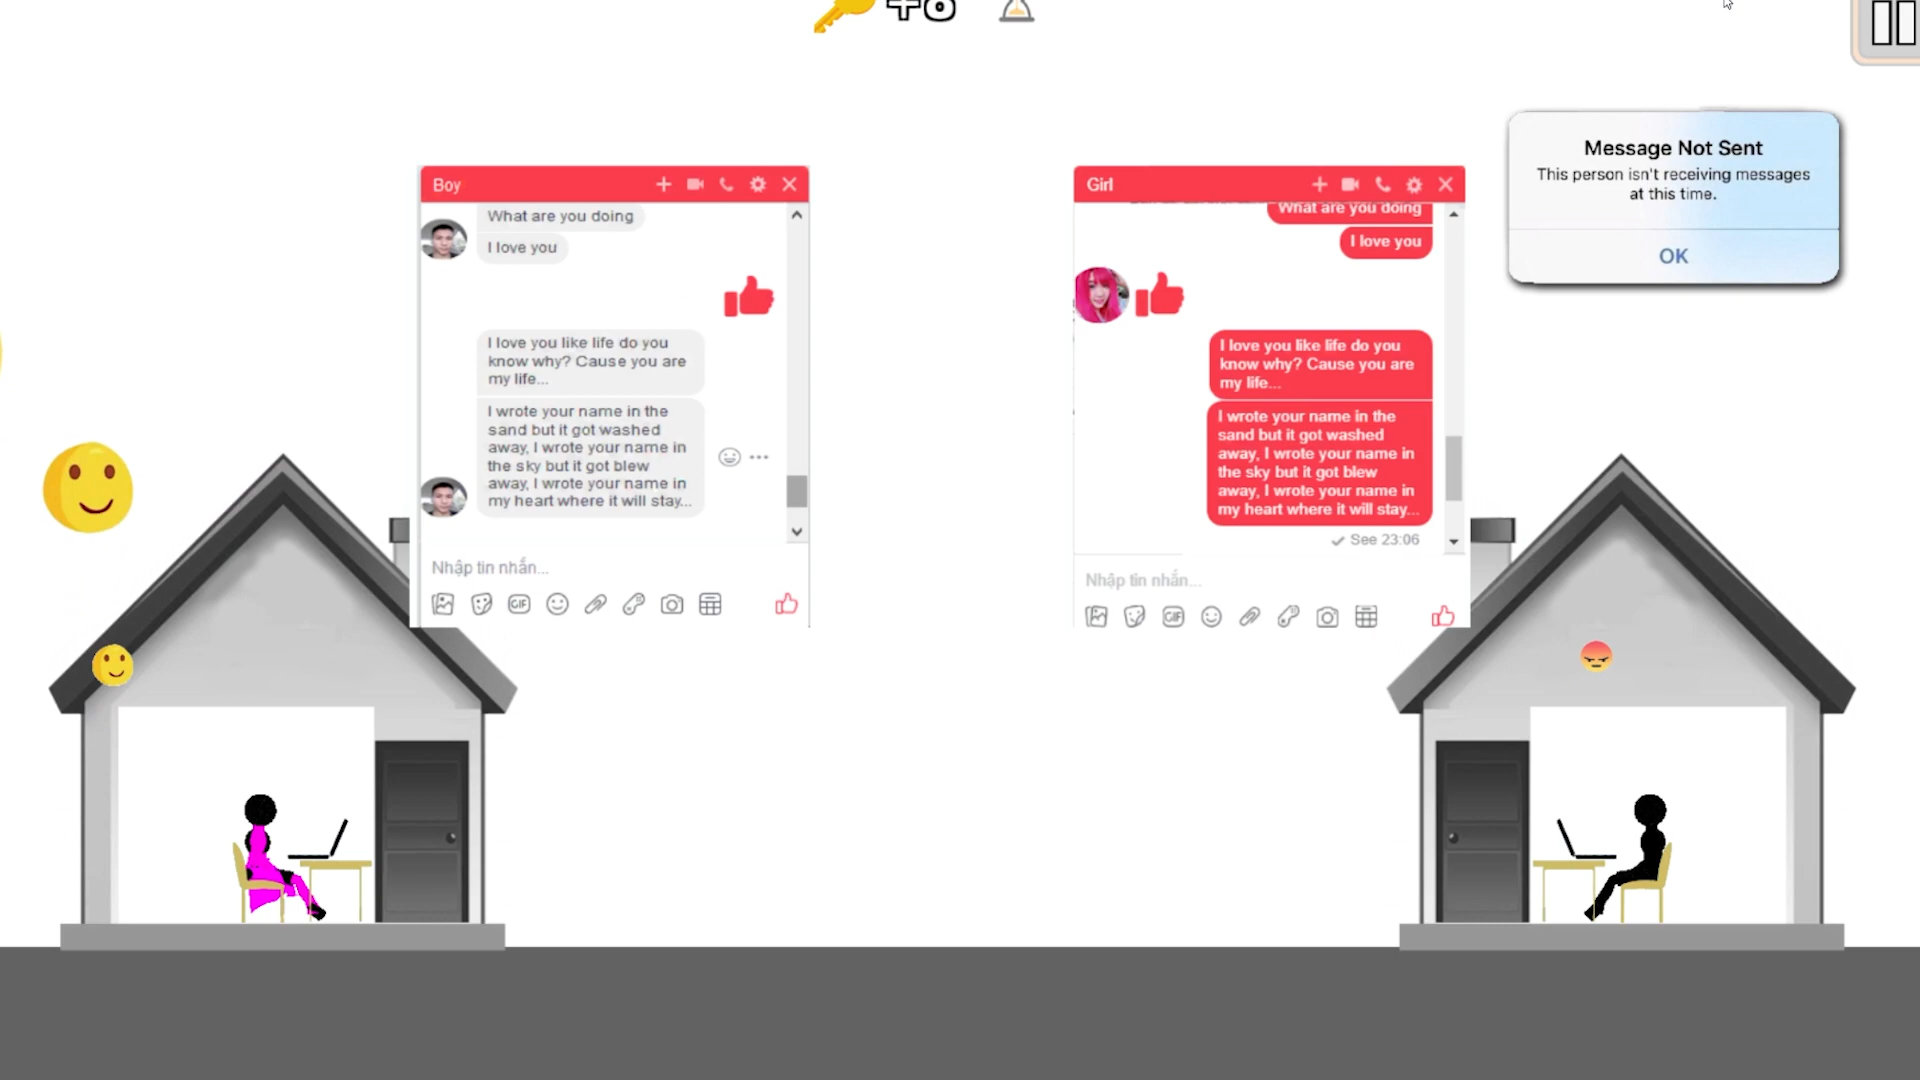 +8
Boy
What are you doing
I love you
I love you like life do you
know why? Cause you are
my life...
I wrote your name in the
sand but it got washed
away, I wrote your name in
the sky but it got blew
away, I wrote your name in
my heart where it will stay...
Nhập tin nhắn...
GIF
Girl
What are you doing
I love you
I love you like life do you
know why? Cause you are
my life...
I wrote your name in the
sand but it got washed
away, I wrote your name in
the sky but it got blew
away, I wrote your name in
my heart where it will stay...
See 23:06
Nhập tin nhắn...
GIF
Message Not Sent
This person isn't receiving messages
at this time.
OK